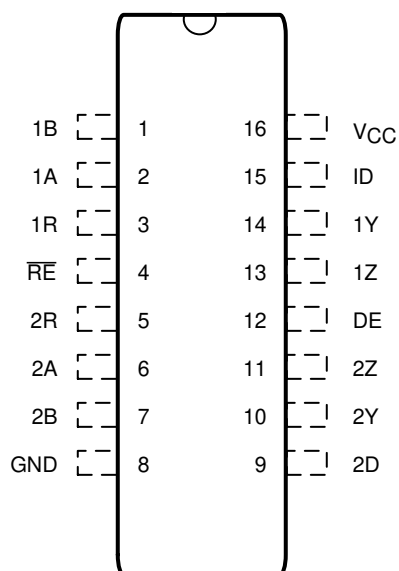 1B 1 16 VCC
1A 2 15 ID
1R 3 14 1Y
RE 4 13 1Z
2R 5 12 DE
2A 6 11 2Z
2B 7 10 2Y
GND 8 9 2D